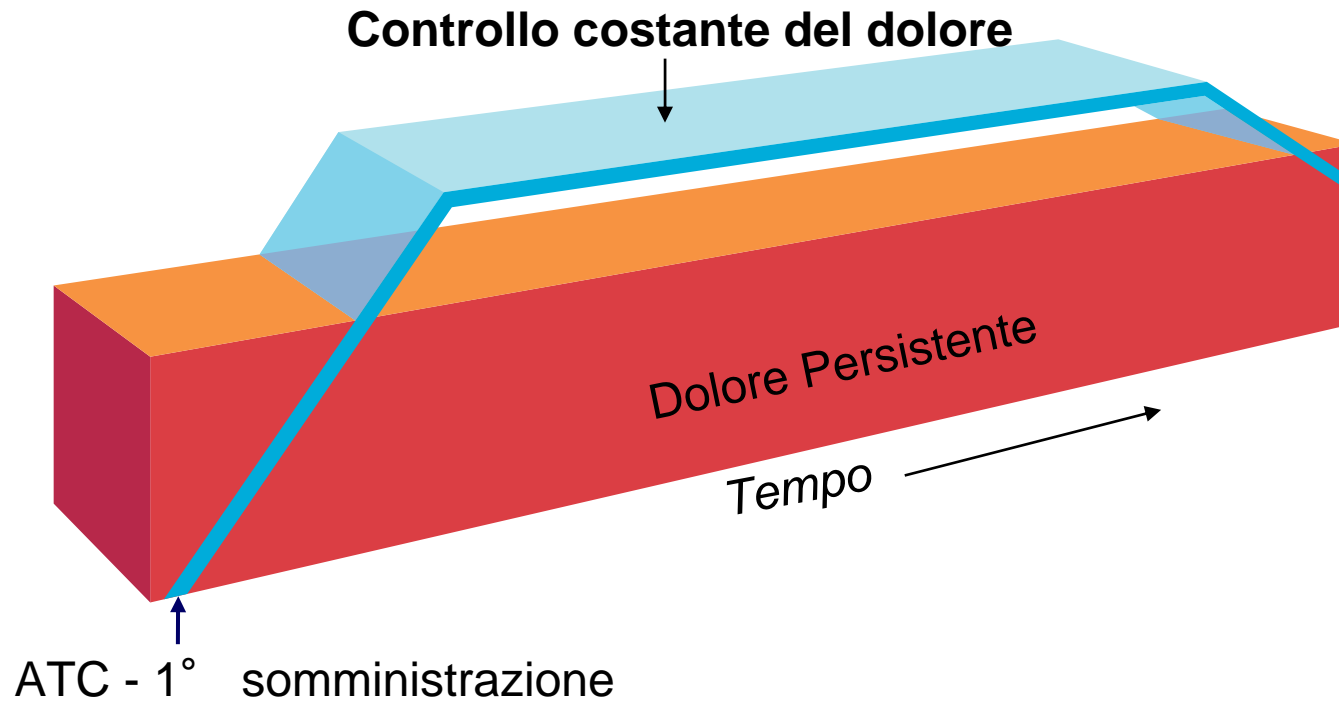 Controllo costante del dolore
Dolore Persistente
Tempo
ATC - 1° somministrazione